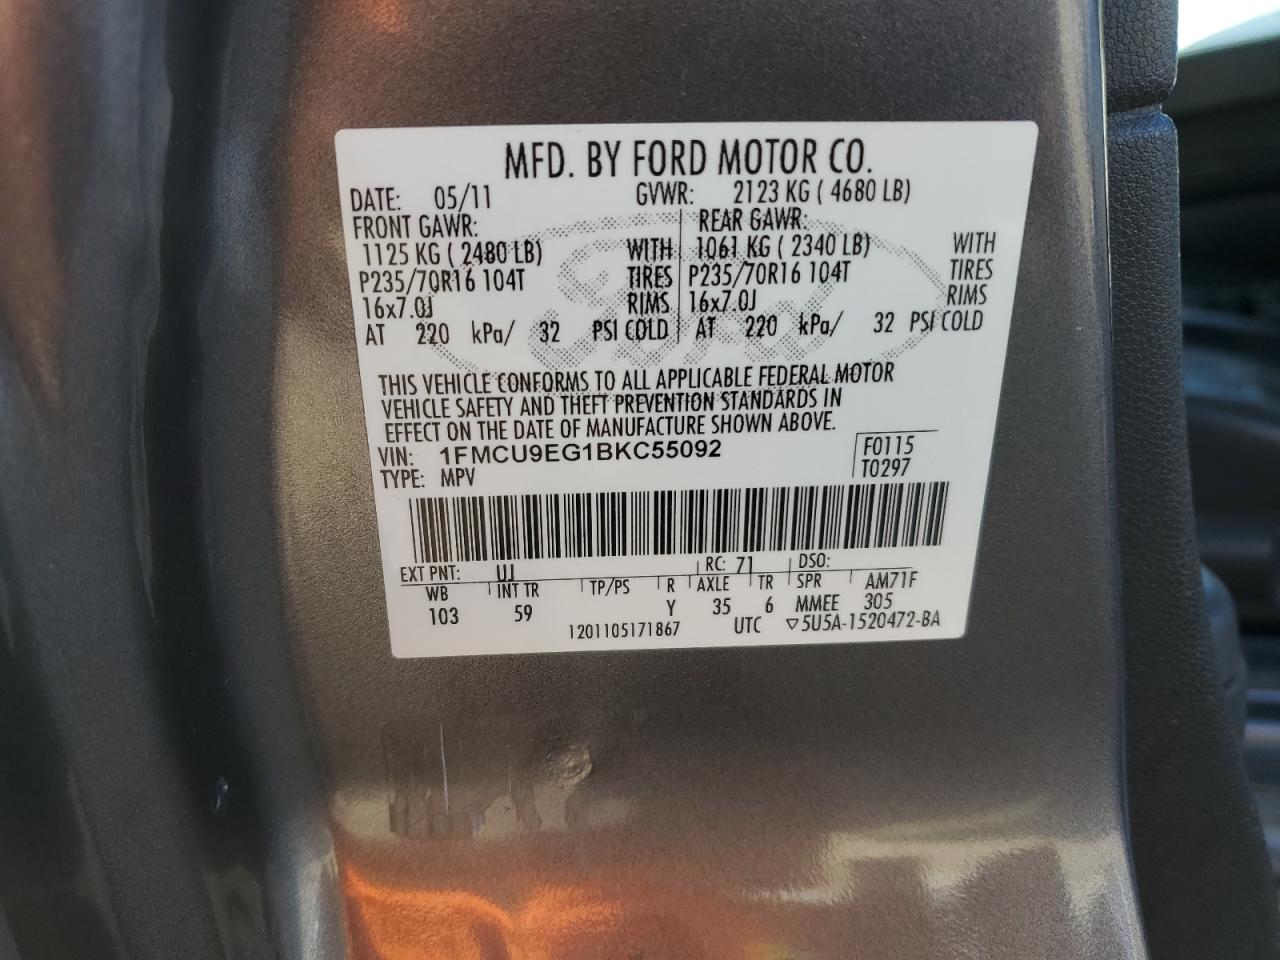 MFD. BY FORD MOTOR CO.
DATE: 05/11 GVWR: 2123 KG ( 4680 LB)
FRONT GAWR: REAR GAWR:
1125 KG ( 2480 LB) WITH 1061 KG ( 2340 LB) WITH
P235/70R16 104T TIRES P235/70R16 104T TIRES
16x7.0J RIMS 16x7.0J RIMS
AT 220 kPa/ 32 PSI COLD AT 220 kPa/ 32 PSI COLD
Ford
THIS VEHICLE CONFORMS TO ALL APPLICABLE FEDERAL MOTOR
VEHICLE SAFETY AND THEFT PREVENTION STANDARDS IN
EFFECT ON THE DATE OF MANUFACTURE SHOWN ABOVE.
VIN: 1FMCU9EG1BKC55092 F0115
TYPE: MPV T0297
EXT PNT: UJ RC: 71 DSO:
WB INT TR TP/PS R AXLE TR SPR AM71F
103 59 Y 35 6 MMEE 305
1201105171867 UTC ▽5U5A-1520472-BA